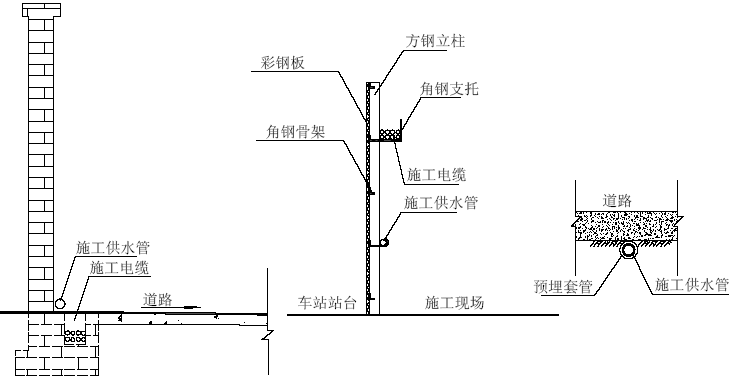 施工供水管
施工电缆
道路
彩钢板
方钢立柱
角钢支托
角钢骨架
施工电缆
施工供水管
车站站台
施工现场
道路
预埋套管
施工供水管